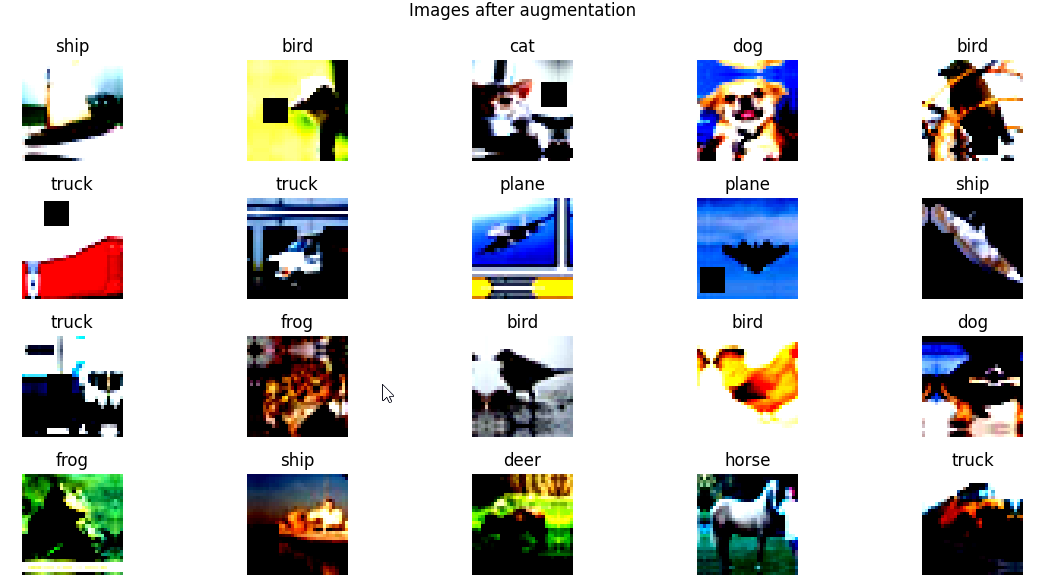 Images after augmentation
ship bird cat dog bird
truck truck plane plane ship
truck frog bird bird dog
frog ship deer horse truck